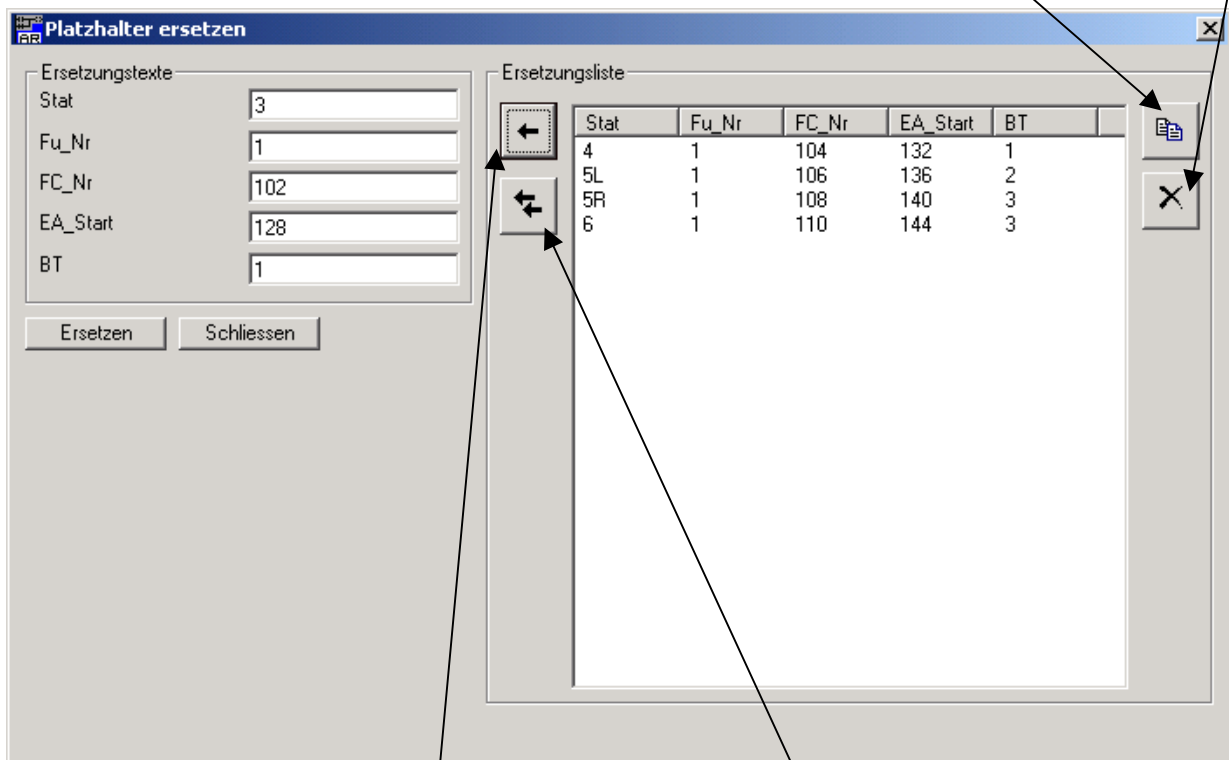 Platzhalter ersetzen
AR
Ersetzungstexte
Stat 3
Fu_Nr 1
FC_Nr 102
EA_Start 128
BT 1
Ersetzen Schliessen
Ersetzungsliste
Stat Fu_Nr FC_Nr EA_Start BT
4 1 104 132 1
5L 1 106 136 2
5R 1 108 140 3
6 1 110 144 3